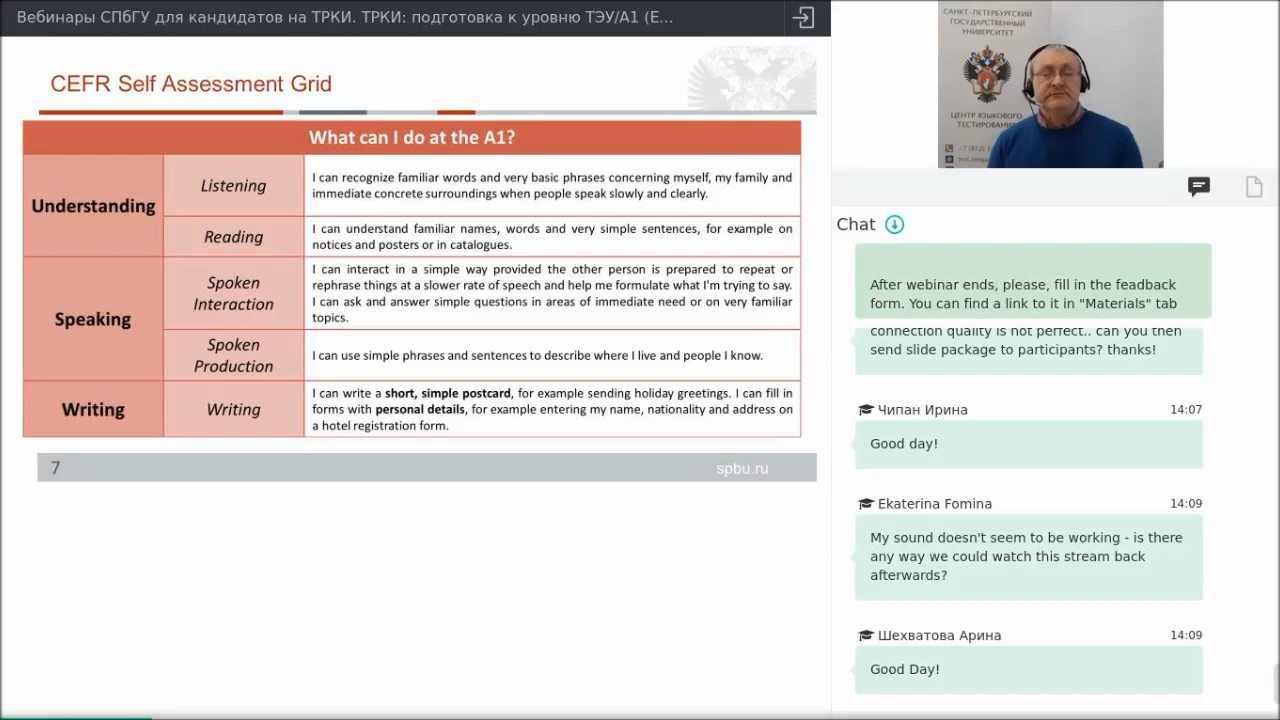 Вебинары СПбГУ для кандидатов на ТРКИ. ТРКИ: подготовка к уровню ТЭУ/А1 (E...
CEFR Self Assessment Grid
What can I do at the A1?
Understanding
Listening
I can recognize familiar words and very basic phrases concerning myself, my family and
immediate concrete surroundings when people speak slowly and clearly.
Reading
I can understand familiar names, words and very simple sentences, for example on
notices and posters or in catalogues.
Speaking
Spoken
Interaction
I can interact in a simple way provided the other person is prepared to repeat or
rephrase things at a slower rate of speech and help me formulate what I'm trying to say.
I can ask and answer simple questions in areas of immediate need or on very familiar
topics.
Spoken
Production
I can use simple phrases and sentences to describe where I live and people I know.
Writing
Writing
I can write a short, simple postcard, for example sending holiday greetings. I can fill in
forms with personal details, for example entering my name, nationality and address on
a hotel registration form.
7
spbu.ru
САНКТ-ПЕТЕРБУРГСКИЙ
ГОСУДАРСТВЕННЫЙ
УНИВЕРСИТЕТ
ЦЕНТР ЯЗЫКОВОГО
ТЕСТИРОВАНИ
+7 (812)
Chat
After webinar ends, please, fill in the feadback
form. You can find a link to it in "Materials" tab
connection quality is not perfect.. can you then
send slide package to participants? thanks!
Чипан Ирина 14:07
Good day!
Ekaterina Fomina 14:09
My sound doesn't seem to be working - is there
any way we could watch this stream back
afterwards?
Шехватова Арина 14:09
Good Day!